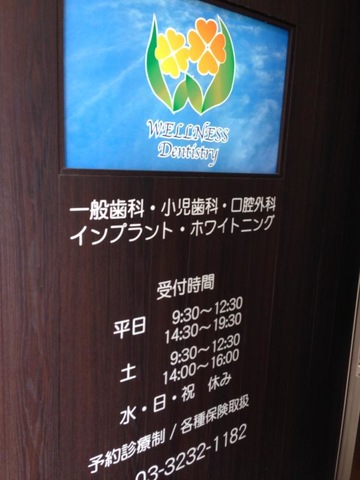 WELLNESS
Dentistry
一般歯科・小児歯科・口腔外科
インプラント・ホワイトニング
受付時間
平日 9:30～12:30
14:30～19:30
土 9:30～12:30
14:00～16:00
水・日・祝 休み
予約診療制 / 各種保険取扱
03-3232-1182